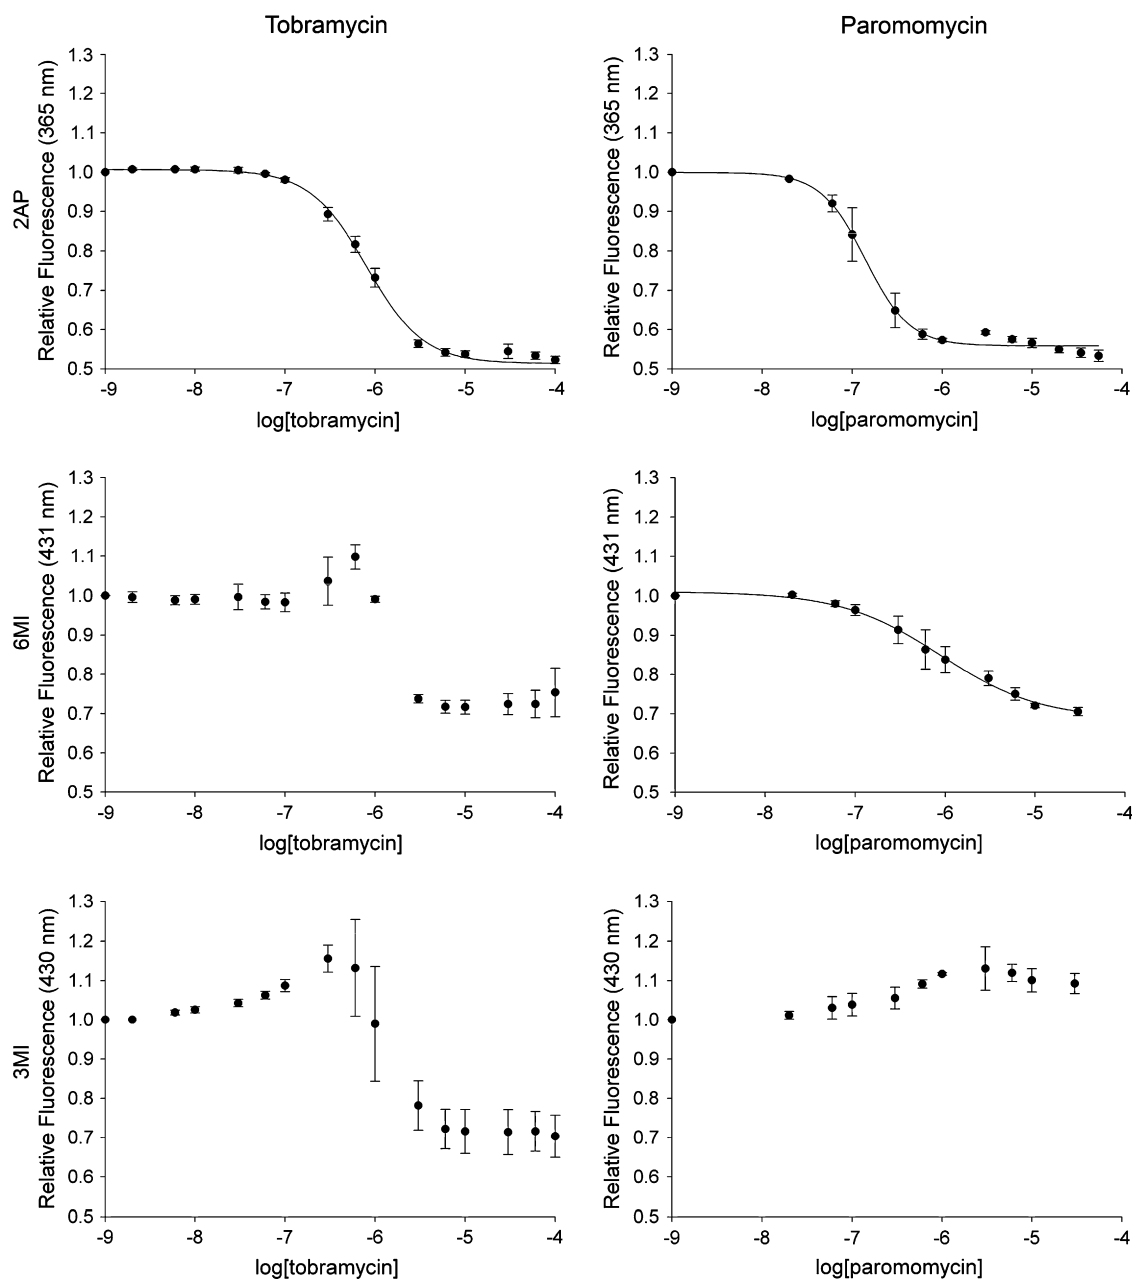 Tobramycin
Paromomycin
2AP
Relative Fluorescence (365 nm)
1.3
1.2
1.1
1.0
0.9
0.8
0.7
0.6
0.5
-9 -8 -7 -6 -5 -4
log[tobramycin]
Relative Fluorescence (365 nm)
1.3
1.2
1.1
1.0
0.9
0.8
0.7
0.6
0.5
-9 -8 -7 -6 -5 -4
log[paromomycin]
6MI
Relative Fluorescence (431 nm)
1.3
1.2
1.1
1.0
0.9
0.8
0.7
0.6
0.5
-9 -8 -7 -6 -5 -4
log[tobramycin]
Relative Fluorescence (431 nm)
1.3
1.2
1.1
1.0
0.9
0.8
0.7
0.6
0.5
-9 -8 -7 -6 -5 -4
log[paromomycin]
3MI
Relative Fluorescence (430 nm)
1.3
1.2
1.1
1.0
0.9
0.8
0.7
0.6
0.5
-9 -8 -7 -6 -5 -4
log[tobramycin]
Relative Fluorescence (430 nm)
1.3
1.2
1.1
1.0
0.9
0.8
0.7
0.6
0.5
-9 -8 -7 -6 -5 -4
log[paromomycin]